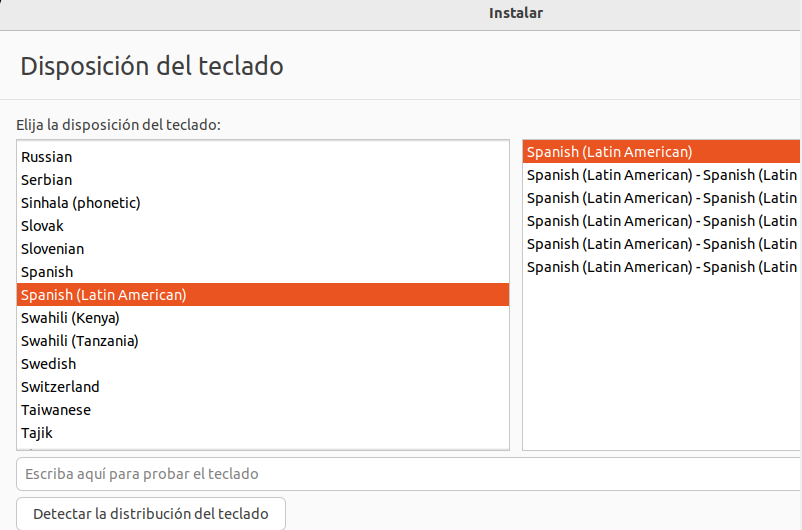 Instalar
Disposición del teclado
Elija la disposición del teclado:
Russian
Serbian
Sinhala (phonetic)
Slovak
Slovenian
Spanish
Spanish (Latin American)
Swahili (Kenya)
Swahili (Tanzania)
Swedish
Switzerland
Taiwanese
Tajik
Spanish (Latin American)
Spanish (Latin American) - Spanish (Latin
Spanish (Latin American) - Spanish (Latin
Spanish (Latin American) - Spanish (Latin
Spanish (Latin American) - Spanish (Latin
Spanish (Latin American) - Spanish (Latin
Escriba aquí para probar el teclado
Detectar la distribución del teclado